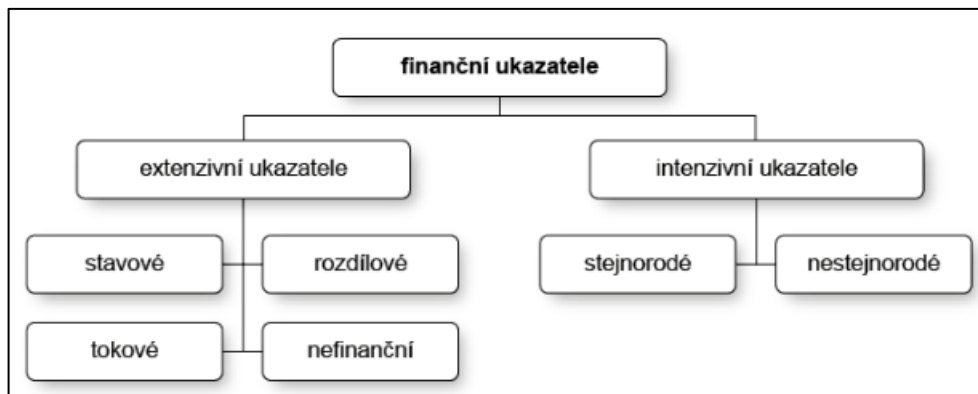 finanční ukazatele
extenzivní ukazatele
intenzivní ukazatele
stavové
rozdílové
stejnorodé
nestejnorodé
tokové
nefinanční